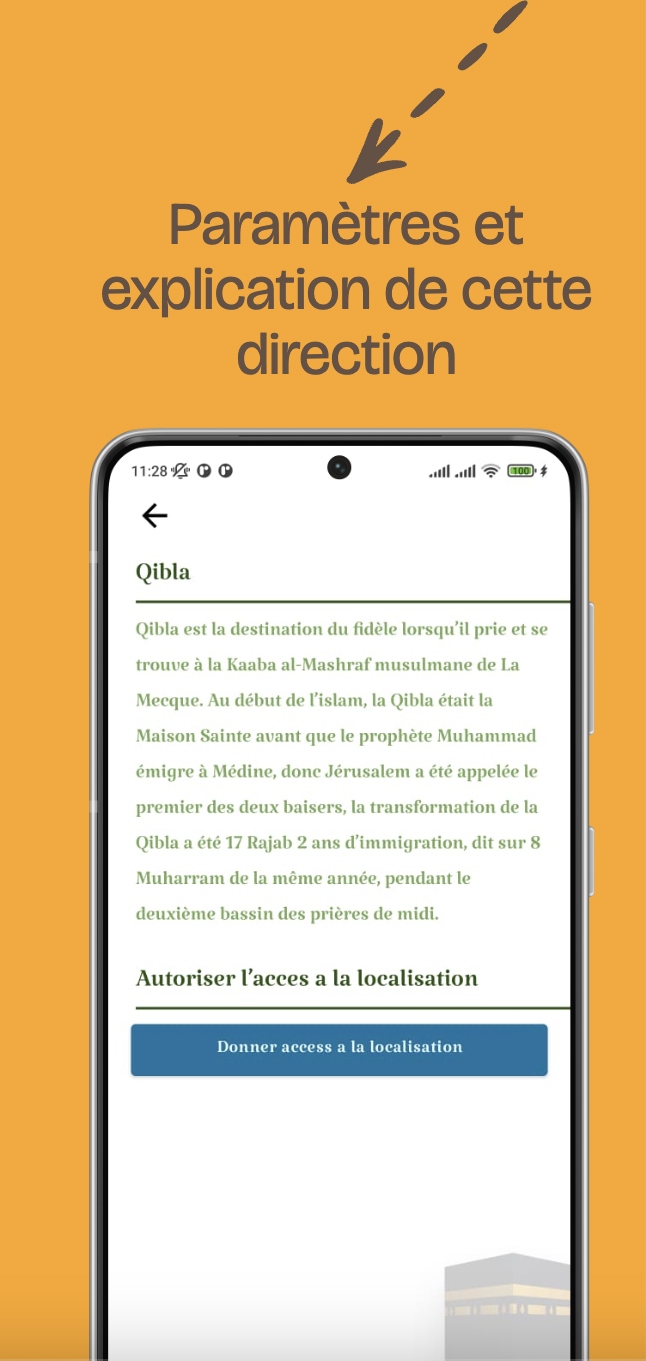 Paramètres et
explication de cette
direction
11:28
100
Qibla
Qibla est la destination du fidèle lorsqu'il prie et se
trouve à la Kaaba al-Mashraf musulmane de La
Mecque. Au début de l'islam, la Qibla était la
Maison Sainte avant que le prophète Muhammad
émigre à Médine, donc Jérusalem a été appelée le
premier des deux baisers, la transformation de la
Qibla a été 17 Rajab 2 ans d'immigration, dit sur 8
Muharram de la même année, pendant le
deuxième bassin des prières de midi.
Autoriser l'acces a la localisation
Donner access a la localisation